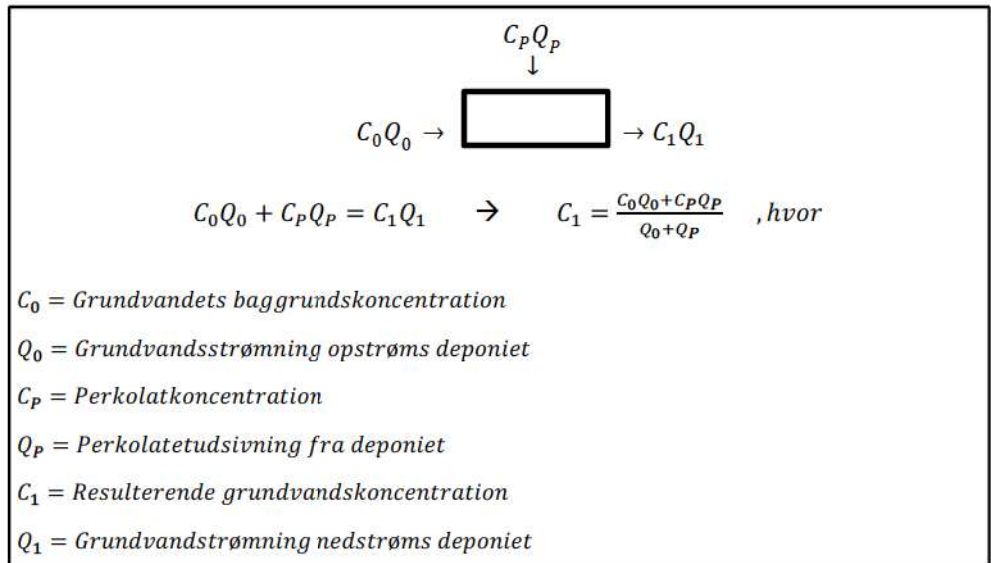 C_P Q_p
↓
C_0 Q_0 → → C_1 Q_1
C_0 Q_0 + C_P Q_P = C_1 Q_1 → C_1 = \frac{C_0 Q_0 + C_P Q_P}{Q_0 + Q_P} , hvor
C_0 = Grundvandets baggrundskoncentration
Q_0 = Grundvandsstrømning opstrøms deponiet
C_P = Perkolatkoncentration
Q_P = Perkolatetudsivning fra deponiet
C_1 = Resulterende grundvandskoncentration
Q_1 = Grundvandstrømning nedstrøms deponiet